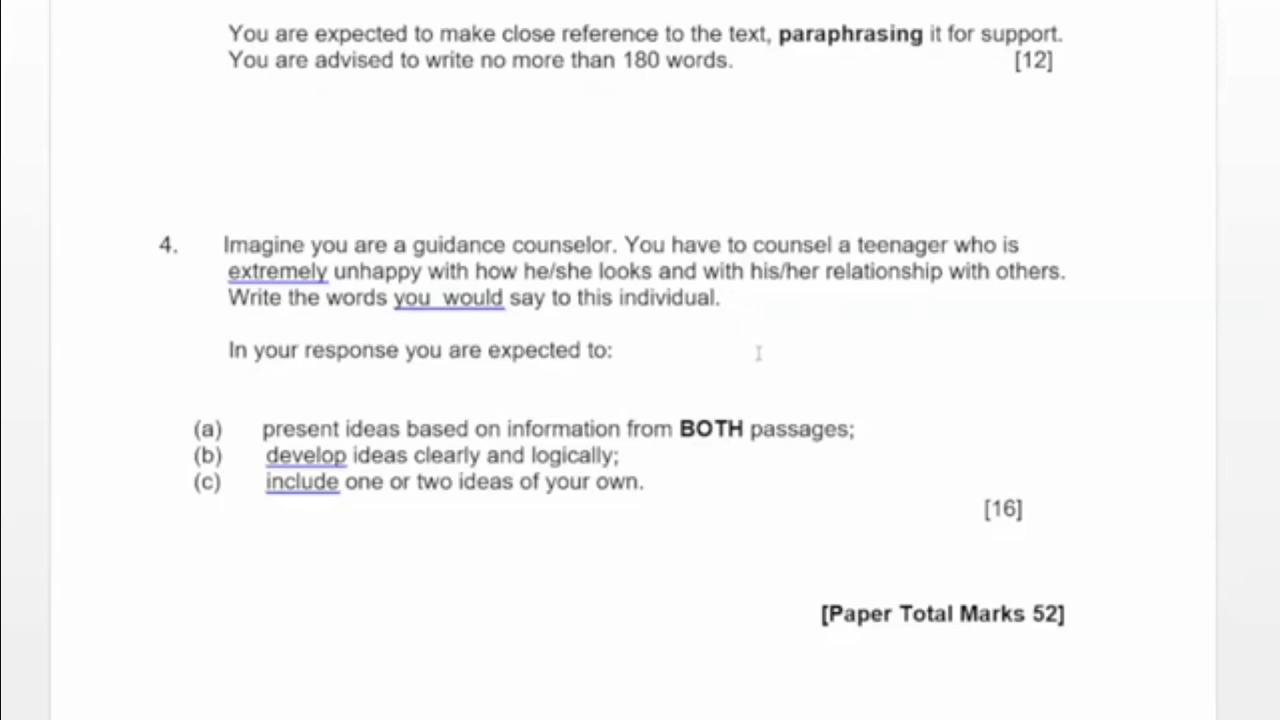 You are expected to make close reference to the text, paraphrasing it for support.
You are advised to write no more than 180 words. [12]
4. Imagine you are a guidance counselor. You have to counsel a teenager who is
extremely unhappy with how he/she looks and with his/her relationship with others.
Write the words you would say to this individual.
In your response you are expected to:
(a) present ideas based on information from BOTH passages;
(b) develop ideas clearly and logically;
(c) include one or two ideas of your own.
[16]
[Paper Total Marks 52]